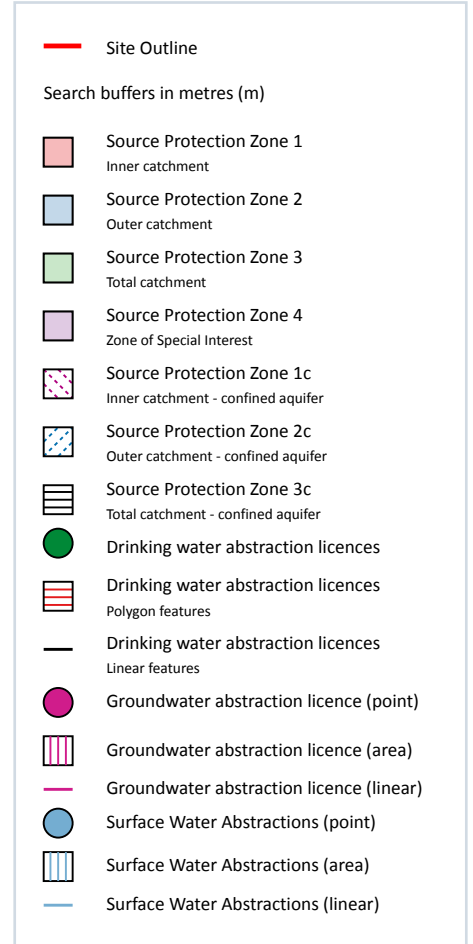 Site Outline
Search buffers in metres (m)
Source Protection Zone 1
Inner catchment
Source Protection Zone 2
Outer catchment
Source Protection Zone 3
Total catchment
Source Protection Zone 4
Zone of Special Interest
Source Protection Zone 1c
Inner catchment - confined aquifer
Source Protection Zone 2c
Outer catchment - confined aquifer
Source Protection Zone 3c
Total catchment - confined aquifer
Drinking water abstraction licences
Drinking water abstraction licences
Polygon features
Drinking water abstraction licences
Linear features
Groundwater abstraction licence (point)
Groundwater abstraction licence (area)
Groundwater abstraction licence (linear)
Surface Water Abstractions (point)
Surface Water Abstractions (area)
Surface Water Abstractions (linear)